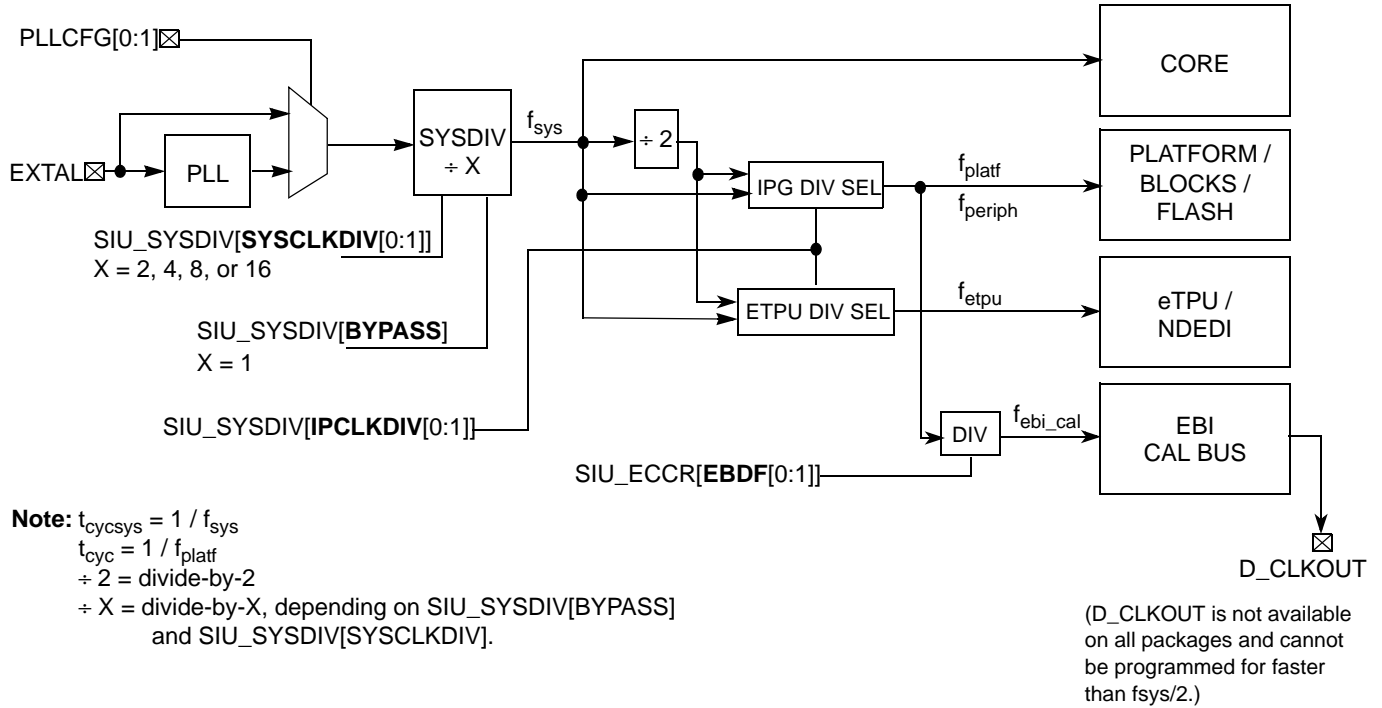 PLLCFG[0:1]
EXTAL
PLL
SYSDIV
÷ X
f_sys
÷ 2
IPG DIV SEL
ETPU DIV SEL
f_platf
f_periph
f_etpu
DIV
f_ebi_cal
CORE
PLATFORM /
BLOCKS /
FLASH
eTPU /
NDEDI
EBI
CAL BUS
D_CLKOUT
SIU_SYSDIV[SYSCLKDIV[0:1]]
X = 2, 4, 8, or 16
SIU_SYSDIV[BYPASS]
X = 1
SIU_SYSDIV[IPCLKDIV[0:1]]
SIU_ECCR[EBDF[0:1]]
Note: t_cycsys = 1 / f_sys
t_cyc = 1 / f_platf
÷ 2 = divide-by-2
÷ X = divide-by-X, depending on SIU_SYSDIV[BYPASS]
and SIU_SYSDIV[SYSCLKDIV].
(D_CLKOUT is not available
on all packages and cannot
be programmed for faster
than fsys/2.)